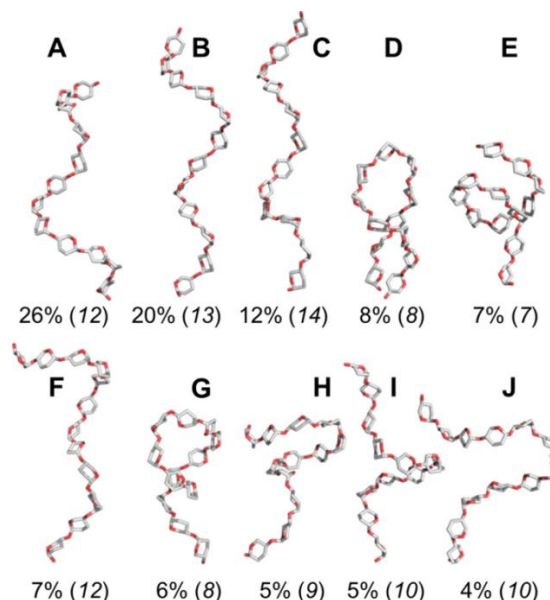 A B C D E
26% (12) 20% (13) 12% (14) 8% (8) 7% (7)
F G H I J
7% (12) 6% (8) 5% (9) 5% (10) 4% (10)